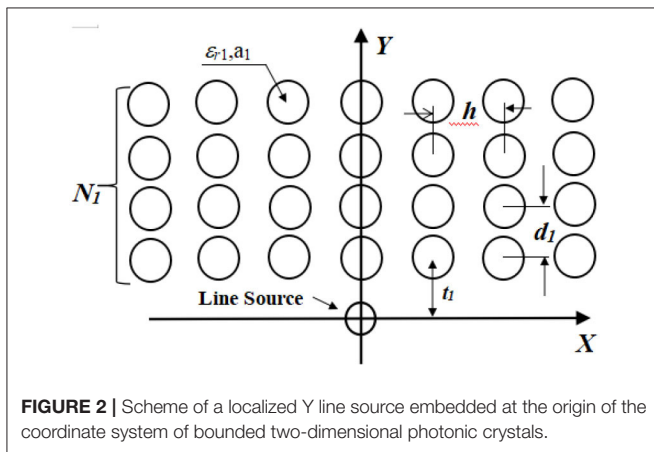 Y
εr1,a1
h
N1
d1
t1
Line Source
X
FIGURE 2 | Scheme of a localized Y line source embedded at the origin of the
coordinate system of bounded two-dimensional photonic crystals.